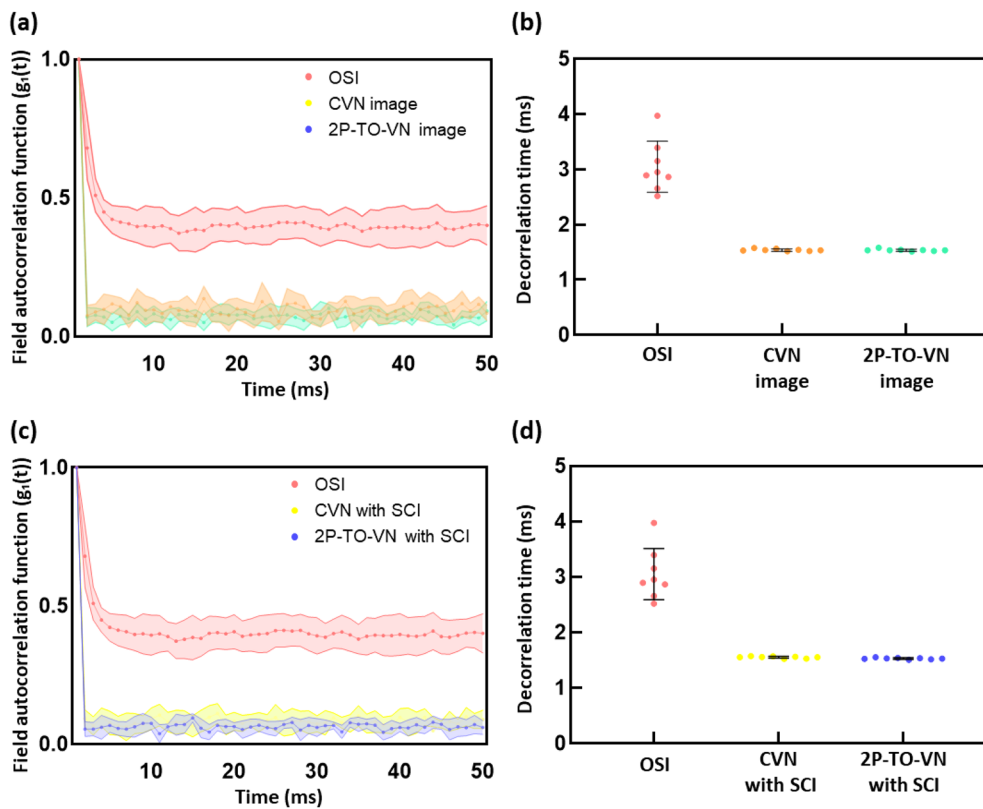 (a)
Field autocorrelation function (g₁(t))
1.0
0.5
0.0
OSI
CVN image
2P-TO-VN image
10
20
30
40
50
Time (ms)
(b)
Decorrelation time (ms)
5
4
3
2
1
0
OSI
CVN
image
2P-TO-VN
image
(c)
Field autocorrelation function (g₁(t))
1.0
0.5
0.0
OSI
CVN with SCI
2P-TO-VN with SCI
10
20
30
40
50
Time (ms)
(d)
Decorrelation time (ms)
5
4
3
2
1
0
OSI
CVN
with SCI
2P-TO-VN
with SCI